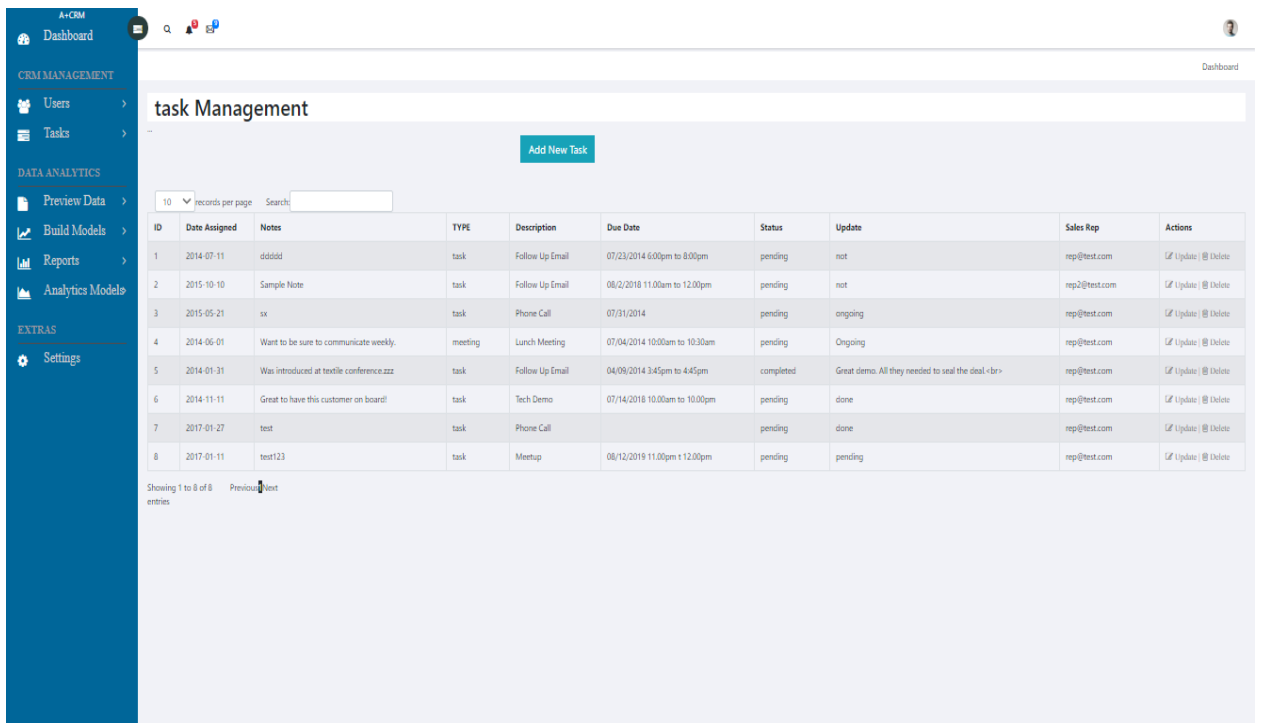 A+CRM
Dashboard
CRM MANAGEMENT
Users
Tasks
DATA ANALYTICS
Preview Data
Build Models
Reports
Analytics Models
EXTRAS
Settings
Dashboard
task Management
Add New Task
10 records per page Search:
ID Date Assigned Notes TYPE Description Due Date Status Update Sales Rep Actions
1 2014-07-11 ddddd task Follow Up Email 07/23/2014 6:00pm to 8:00pm pending not rep@test.com Update | Delete
2 2015-10-10 Sample Note task Follow Up Email 08/2/2018 11.00am to 12.00pm pending not rep2@test.com Update | Delete
3 2015-05-21 sx task Phone Call 07/31/2014 pending ongoing rep@test.com Update | Delete
4 2014-06-01 Want to be sure to communicate weekly. meeting Lunch Meeting 07/04/2014 10:00am to 10:30am pending Ongoing rep@test.com Update | Delete
5 2014-01-31 Was introduced at textile conference.zzz task Follow Up Email 04/09/2014 3:45pm to 4:45pm completed Great demo. All they needed to seal the deal.<br> rep@test.com Update | Delete
6 2014-11-11 Great to have this customer on board! task Tech Demo 07/14/2018 10.00am to 10.00pm pending done rep@test.com Update | Delete
7 2017-01-27 test task Phone Call pending done rep@test.com Update | Delete
8 2017-01-11 test123 task Meetup 08/12/2019 11.00pm t 12.00pm pending pending rep@test.com Update | Delete
Showing 1 to 8 of 8 Previous 1 Next
entries